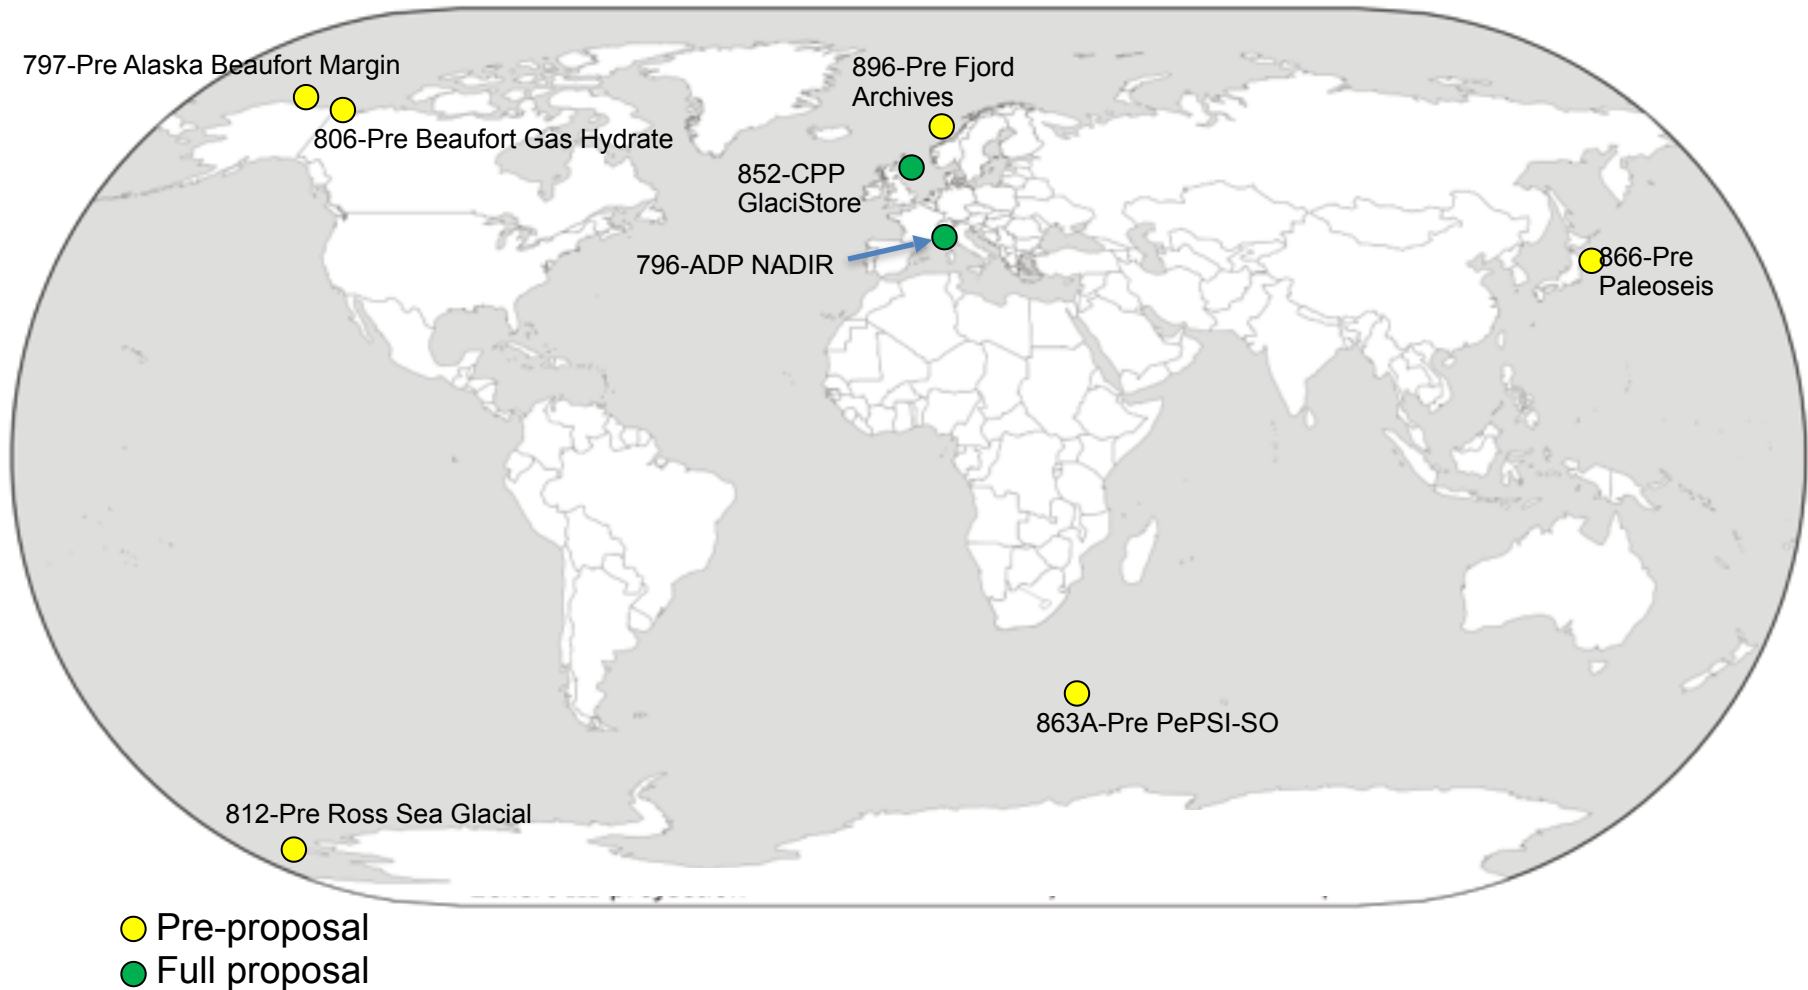 797-Pre Alaska Beaufort Margin
896-Pre Fjord
Archives
806-Pre Beaufort Gas Hydrate
852-CPP
GlaciStore
796-ADP NADIR
866-Pre
Paleoseis
863A-Pre PePSI-SO
812-Pre Ross Sea Glacial
Pre-proposal
Full proposal